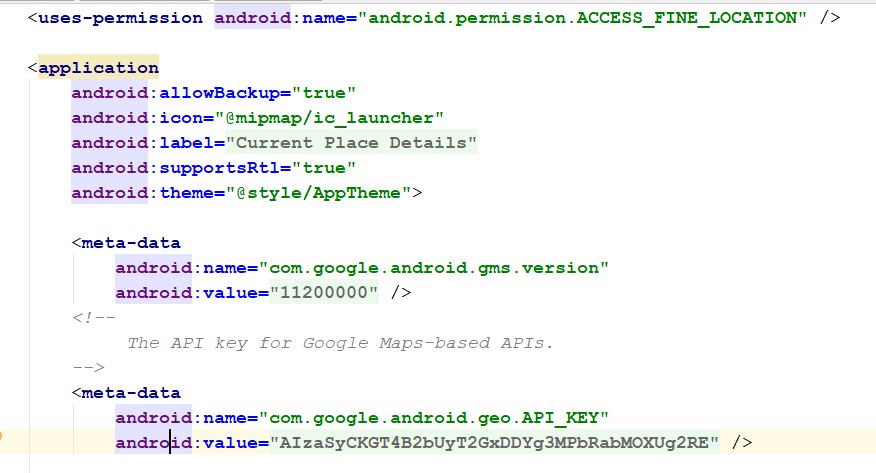 <uses-permission android:name="android.permission.ACCESS_FINE_LOCATION" />
<application
android:allowBackup="true"
android:icon="@mipmap/ic_launcher"
android:label="Current Place Details"
android:supportsRtl="true"
android:theme="@style/AppTheme">
<meta-data
android:name="com.google.android.gms.version"
android:value="11200000" />
<!--
The API key for Google Maps-based APIs.
-->
<meta-data
android:name="com.google.android.geo.API_KEY"
android:value="AIzaSyCKGT4B2bUyT2GxDDYg3MPbRabMOXUg2RE" />